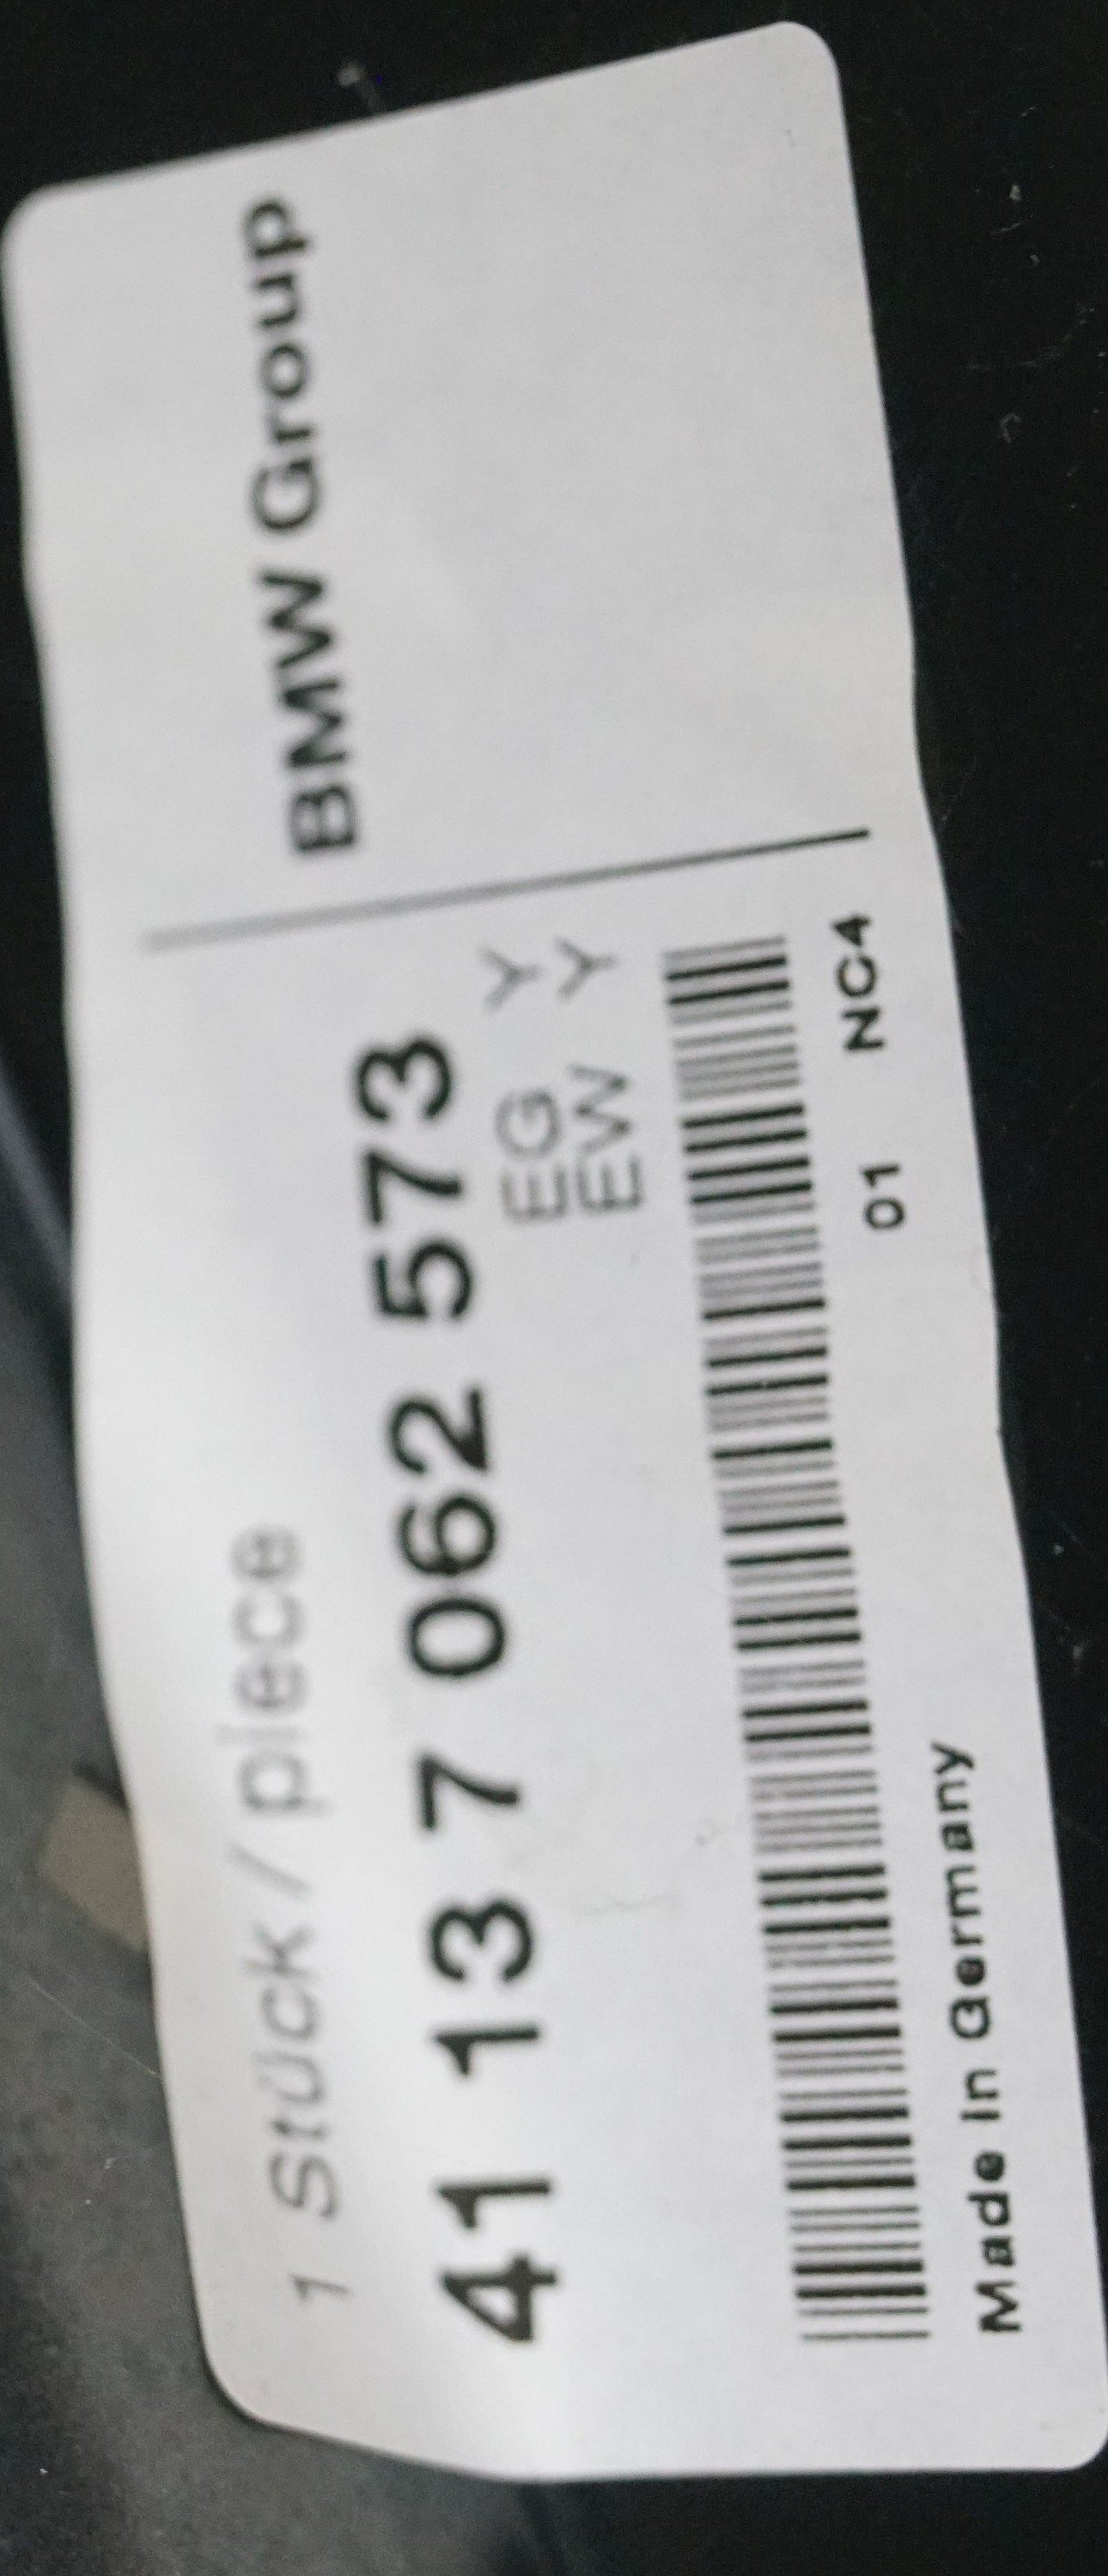 1 Stück / piece
BMW Group
41 13 7 062 573
EG Y
EW Y
01 NC4
Made in Germany